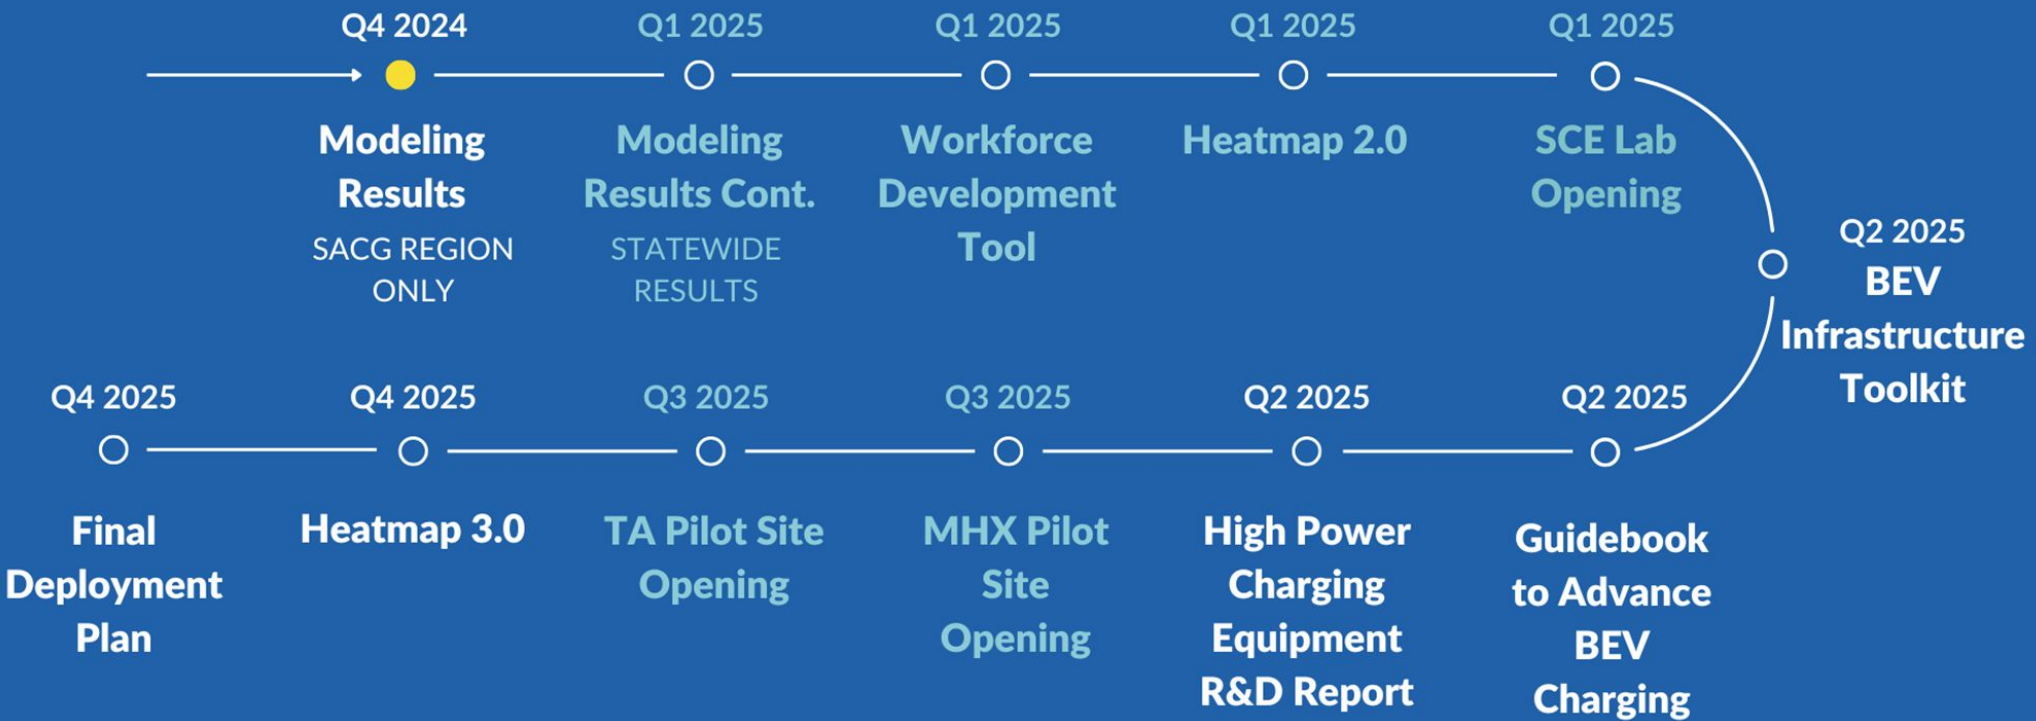 Q4 2024
Modeling
Results
SACG REGION
ONLY
Q1 2025
Modeling
Results Cont.
STATEWIDE
RESULTS
Q1 2025
Workforce
Development
Tool
Q1 2025
Heatmap 2.0
Q1 2025
SCE Lab
Opening
Q2 2025
BEV
Infrastructure
Toolkit
Q2 2025
Guidebook
to Advance
BEV
Charging
Q2 2025
High Power
Charging
Equipment
R&D Report
Q3 2025
MHX Pilot
Site
Opening
Q3 2025
TA Pilot Site
Opening
Q4 2025
Heatmap 3.0
Q4 2025
Final
Deployment
Plan